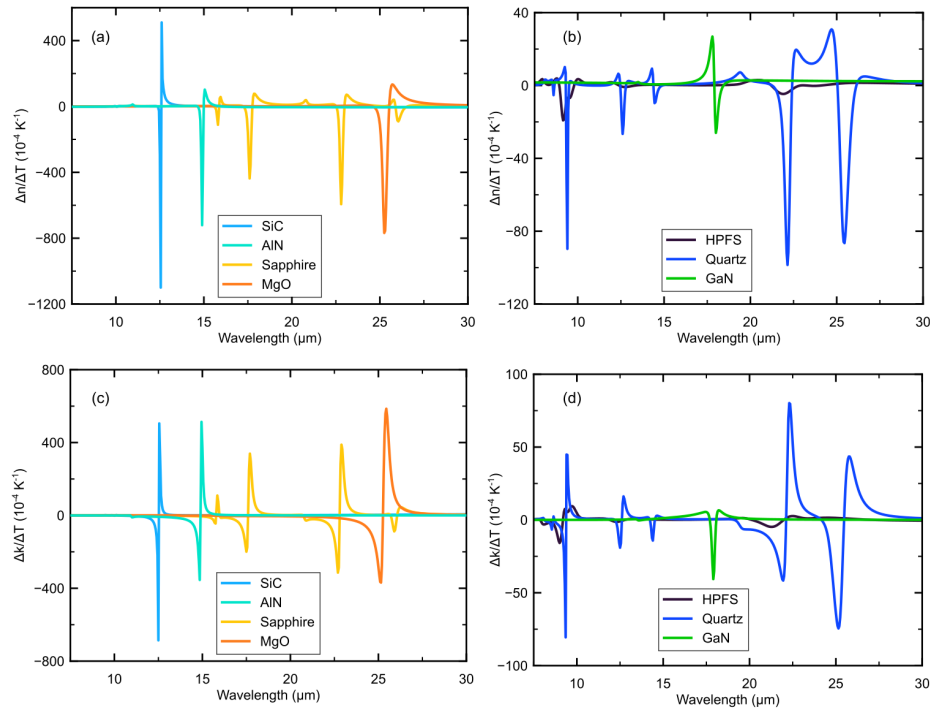 (a)
400
0
−400
−800
−1200
Δn/ΔT (10⁻⁴ K⁻¹)
SiC
AlN
Sapphire
MgO
10 15 20 25 30
Wavelength (μm)
(b)
40
0
−40
−80
−120
Δn/ΔT (10⁻⁴ K⁻¹)
HPFS
Quartz
GaN
10 15 20 25 30
Wavelength (μm)
(c)
800
400
0
−400
−800
Δk/ΔT (10⁻⁴ K⁻¹)
SiC
AlN
Sapphire
MgO
10 15 20 25 30
Wavelength (μm)
(d)
100
50
0
−50
−100
Δk/ΔT (10⁻⁴ K⁻¹)
HPFS
Quartz
GaN
10 15 20 25 30
Wavelength (μm)